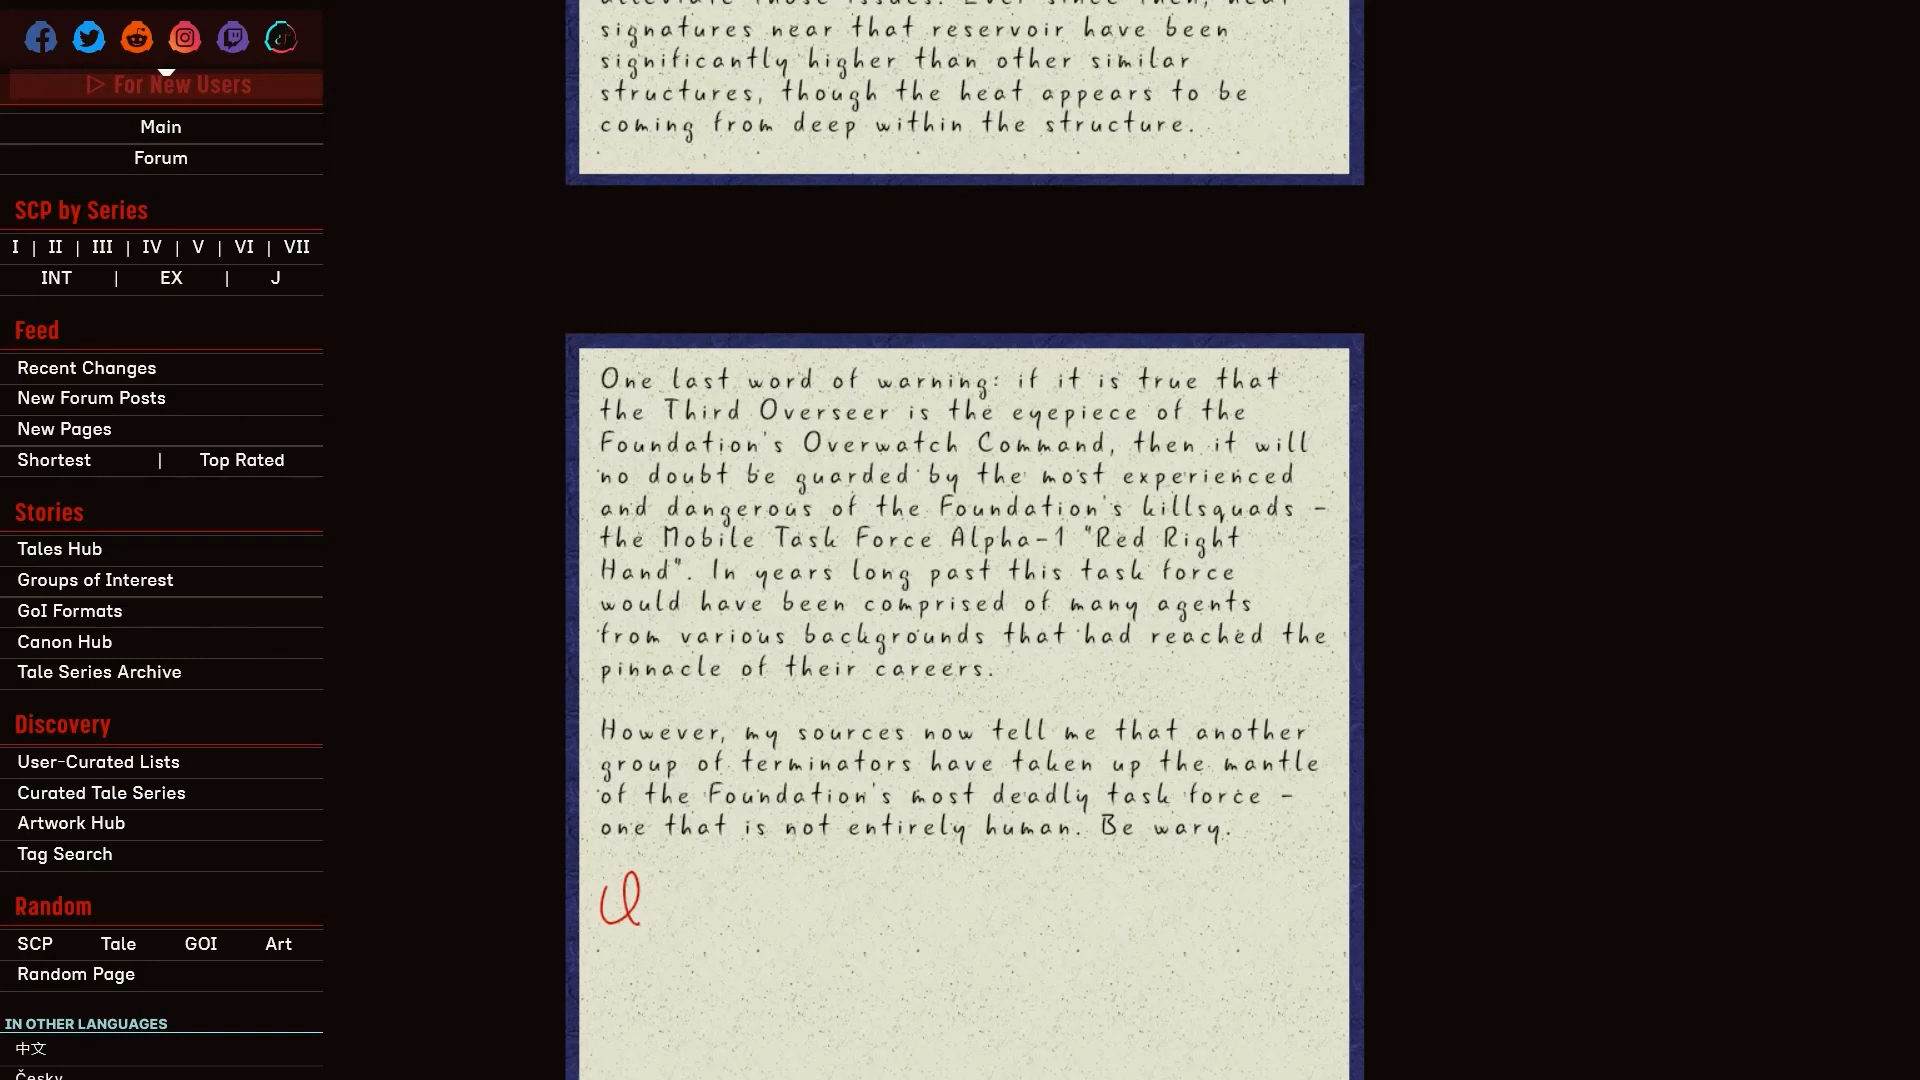 For New Users
Main
Forum
SCP by Series
I | II | III | IV | V | VI | VII
INT | EX | J
Feed
Recent Changes
New Forum Posts
New Pages
Shortest | Top Rated
Stories
Tales Hub
Groups of Interest
GoI Formats
Canon Hub
Tale Series Archive
Discovery
User-Curated Lists
Curated Tale Series
Artwork Hub
Tag Search
Random
SCP Tale GOI Art
Random Page
IN OTHER LANGUAGES
中文
Česky
alleviate those issues. Ever since then, heat
signatures near that reservoir have been
significantly higher than other similar
structures, though the heat appears to be
coming from deep within the structure.
One last word of warning: if it is true that
the Third Overseer is the eyepiece of the
Foundation's Overwatch Command, then it will
no doubt be guarded by the most experienced
and dangerous of the Foundation's killsquads -
the Mobile Task Force Alpha-1 "Red Right
Hand". In years long past this task force
would have been comprised of many agents
from various backgrounds that had reached the
pinnacle of their careers.
However, my sources now tell me that another
group of terminators have taken up the mantle
of the Foundation's most deadly task force -
one that is not entirely human. Be wary.